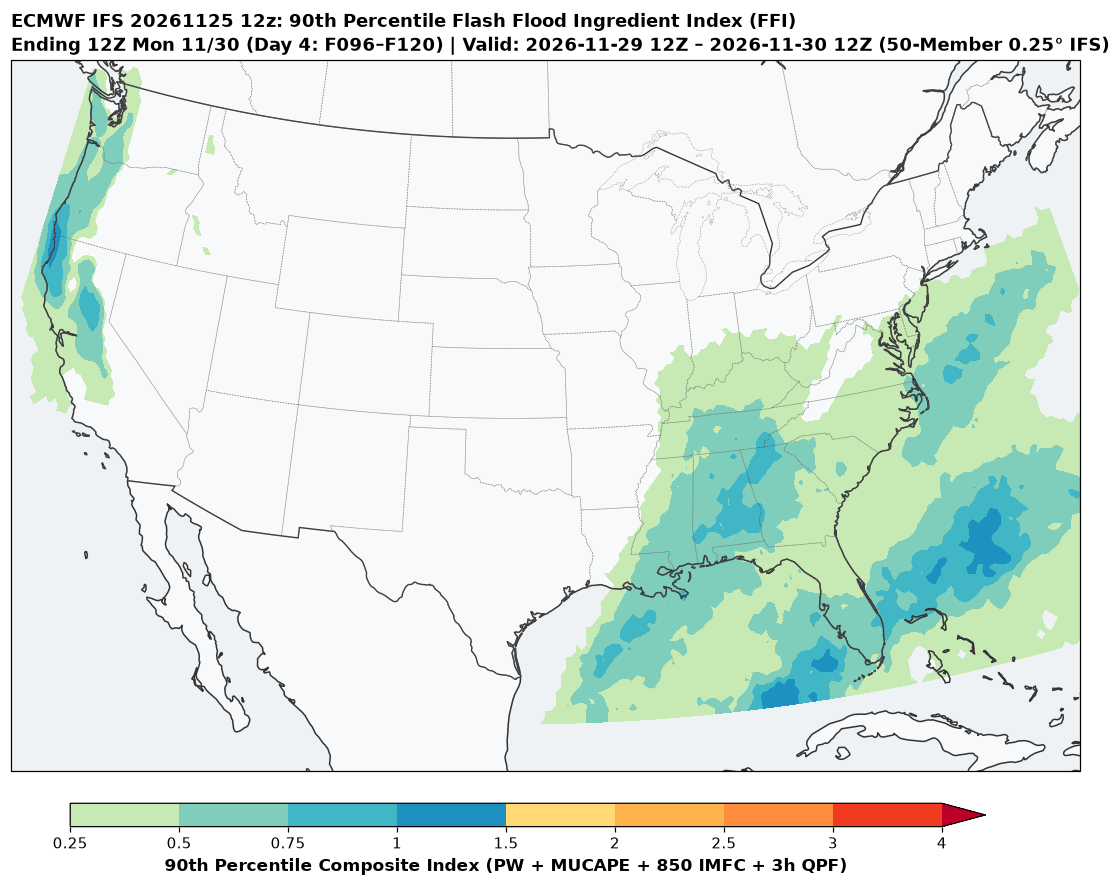 ECMWF IFS 20261125 12z: 90th Percentile Flash Flood Ingredient Index (FFI)
Ending 12Z Mon 11/30 (Day 4: F096–F120) | Valid: 2026-11-29 12Z – 2026-11-30 12Z (50-Member 0.25° IFS)
0.25 0.5 0.75 1 1.5 2 2.5 3 4
90th Percentile Composite Index (PW + MUCAPE + 850 IMFC + 3h QPF)